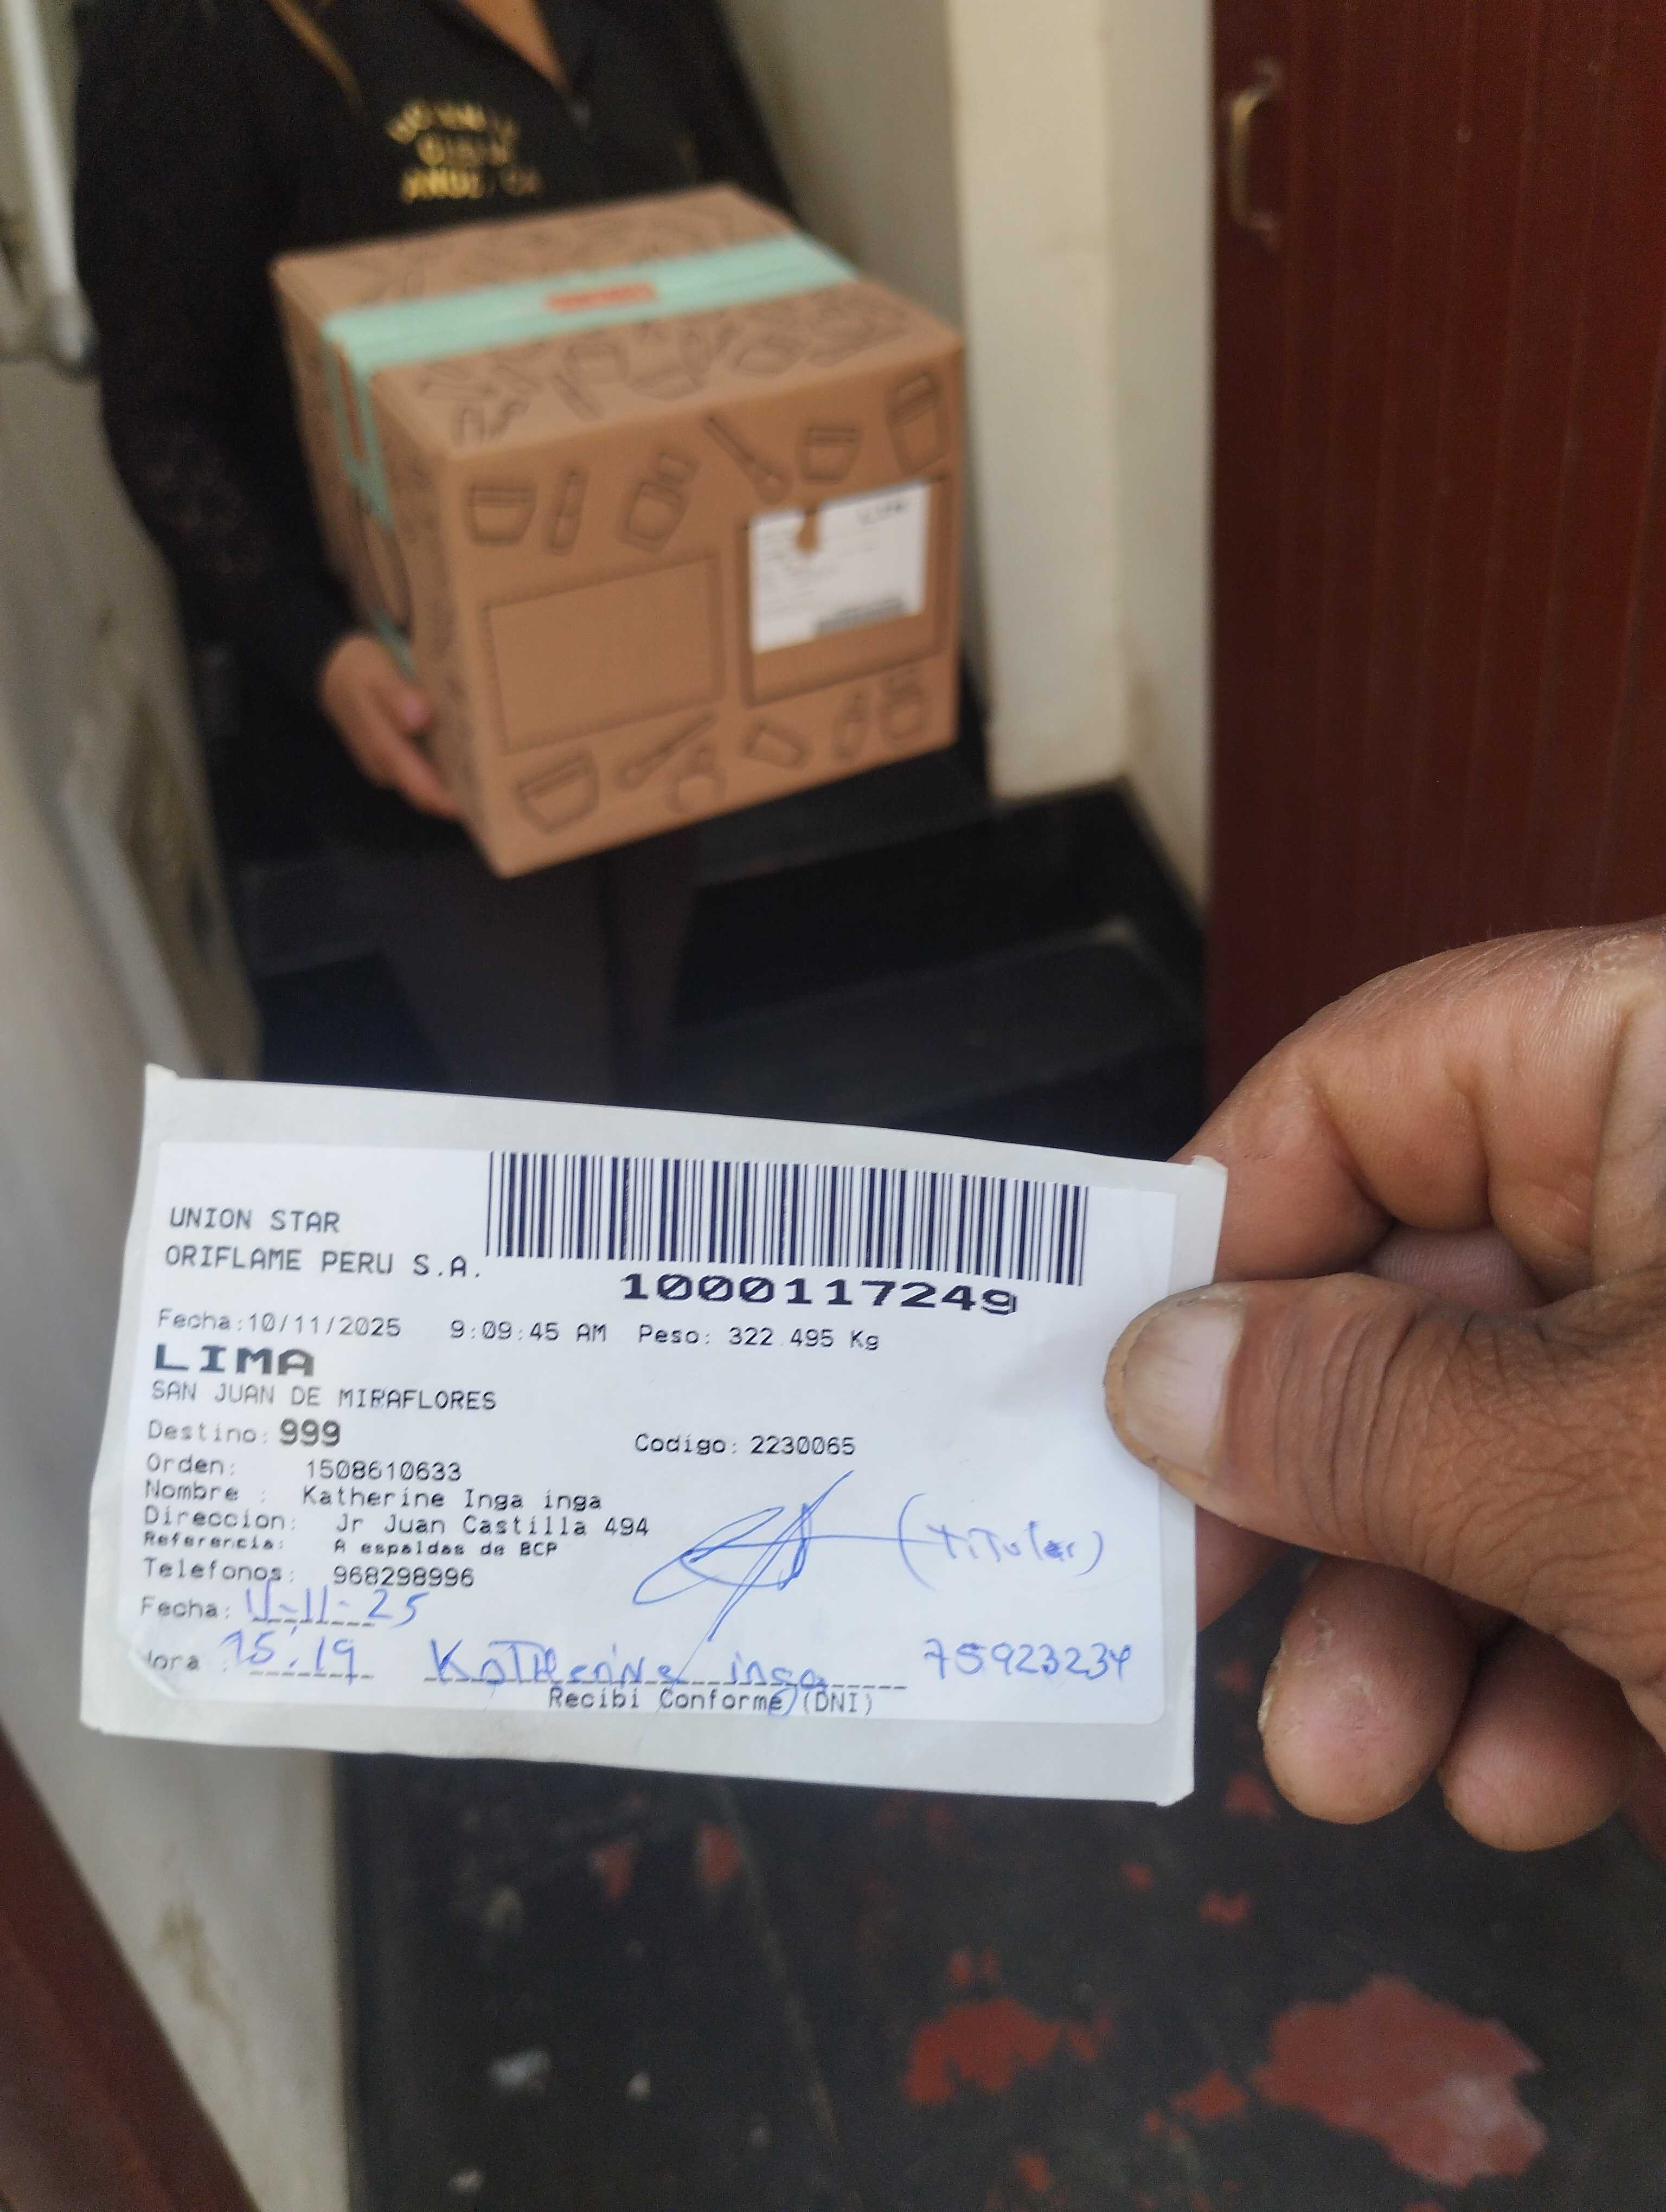 UNION STAR
ORIFLAME PERU S.A.
1000117249
Fecha:10/11/2025 9:09:45 AM Peso: 322.495 Kg
LIMA
SAN JUAN DE MIRAFLORES
Destino: 999 Codigo: 2230065
Orden: 1508610633
Nombre : Katherine Inga inga
Direccion: Jr Juan Castilla 494
Referencia: A espaldas de BCP
(Titular)
Telefonos: 968298996
Fecha: 11-11-25
Hora : 15:19 Katherine inga 75923234
Recibi Conforme (DNI)